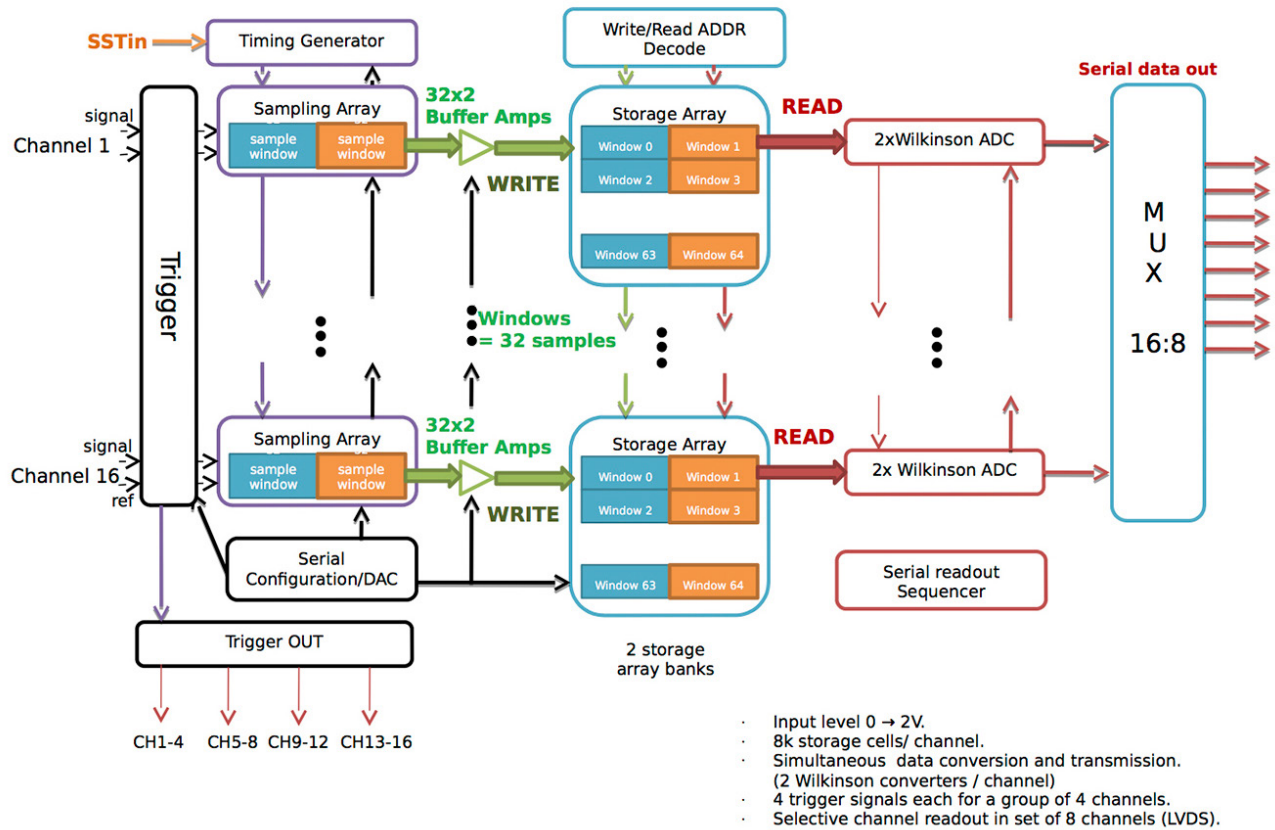 SSTin
Timing Generator
Write/Read ADDR
Decode
Serial data out
signal
Channel 1
Trigger
Sampling Array
sample
window
sample
window
32x2
Buffer Amps
WRITE
Storage Array
Window 0
Window 1
Window 2
Window 3
Window 63
Window 64
READ
2xWilkinson ADC
M
U
X
16:8
Windows
= 32 samples
signal
Channel 16
ref
Sampling Array
sample
window
sample
window
32x2
Buffer Amps
WRITE
Storage Array
Window 0
Window 1
Window 2
Window 3
Window 63
Window 64
READ
2x Wilkinson ADC
Serial
Configuration/DAC
Serial readout
Sequencer
Trigger OUT
2 storage
array banks
CH1-4
CH5-8
CH9-12
CH13-16
· Input level 0 → 2V.
· 8k storage cells/ channel.
· Simultaneous data conversion and transmission.
(2 Wilkinson converters / channel)
· 4 trigger signals each for a group of 4 channels.
· Selective channel readout in set of 8 channels (LVDS).